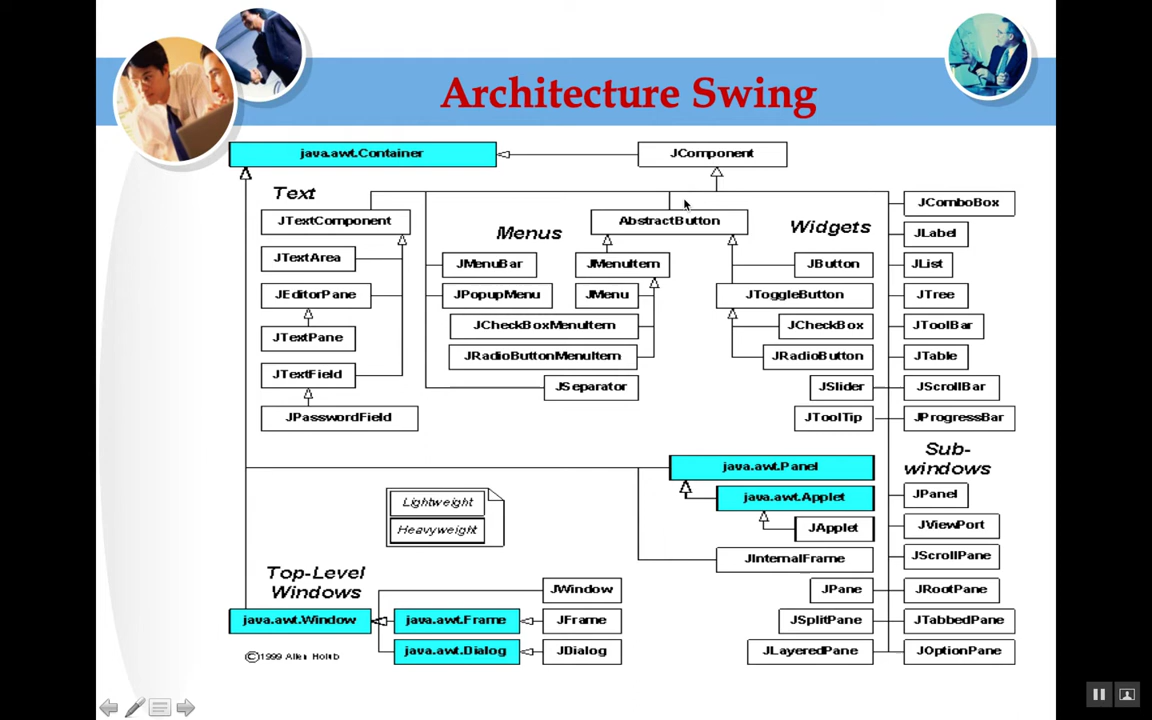 Architecture Swing
java.awt.Container
JComponent
Text
JTextComponent
JTextArea
JEditorPane
JTextPane
JTextField
JPasswordField
Menus
JMenuBar
JPopupMenu
AbstractButton
JMenuItem
JMenu
JCheckBoxMenuItem
JRadioButtonMenuItem
JSeparator
Widgets
JButton
JToggleButton
JCheckBox
JRadioButton
JSlider
JToolTip
JComboBox
JLabel
JList
JTree
JToolBar
JTable
JScrollBar
JProgressBar
java.awt.Panel
java.awt.Applet
JApplet
JInternalFrame
JPane
JSplitPane
JLayeredPane
Sub-
windows
JPanel
JViewPort
JScrollPane
JRootPane
JTabbedPane
JOptionPane
Lightweight
Heavyweight
Top-Level
Windows
java.awt.Window
java.awt.Frame
java.awt.Dialog
JWindow
JFrame
JDialog
©1999 Allen Holub